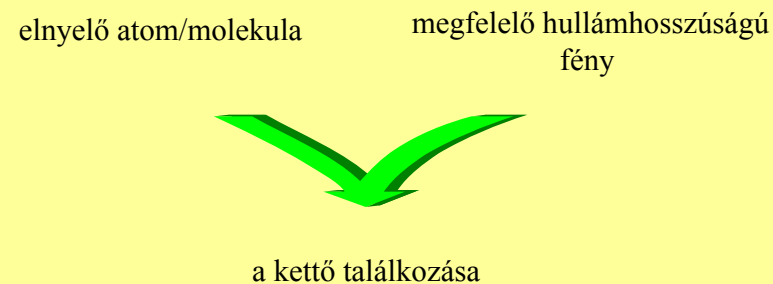 elnyelő atom/molekula
megfelelő hullámhosszúságú
fény
a kettő találkozása